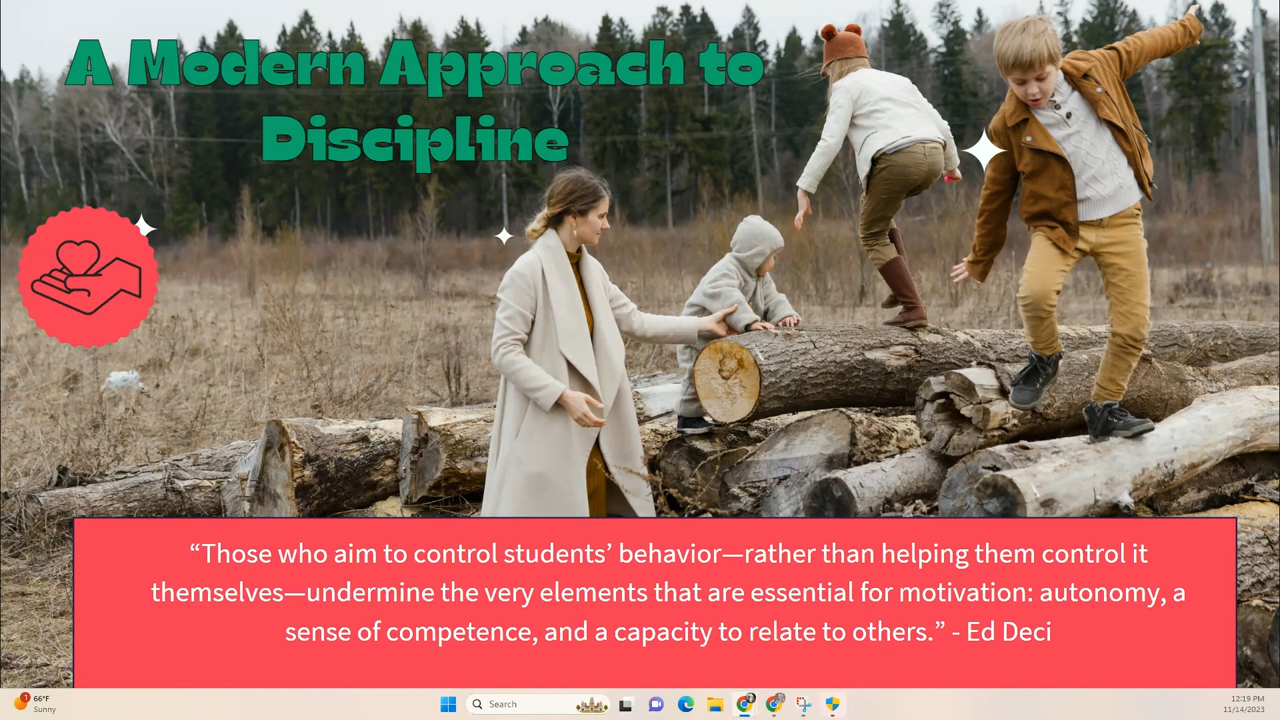 A Modern Approach to
Discipline
“Those who aim to control students’ behavior—rather than helping them control it
themselves—undermine the very elements that are essential for motivation: autonomy, a
sense of competence, and a capacity to relate to others.” - Ed Deci
1
66°F
Sunny
Search
12:19 PM
11/14/2023